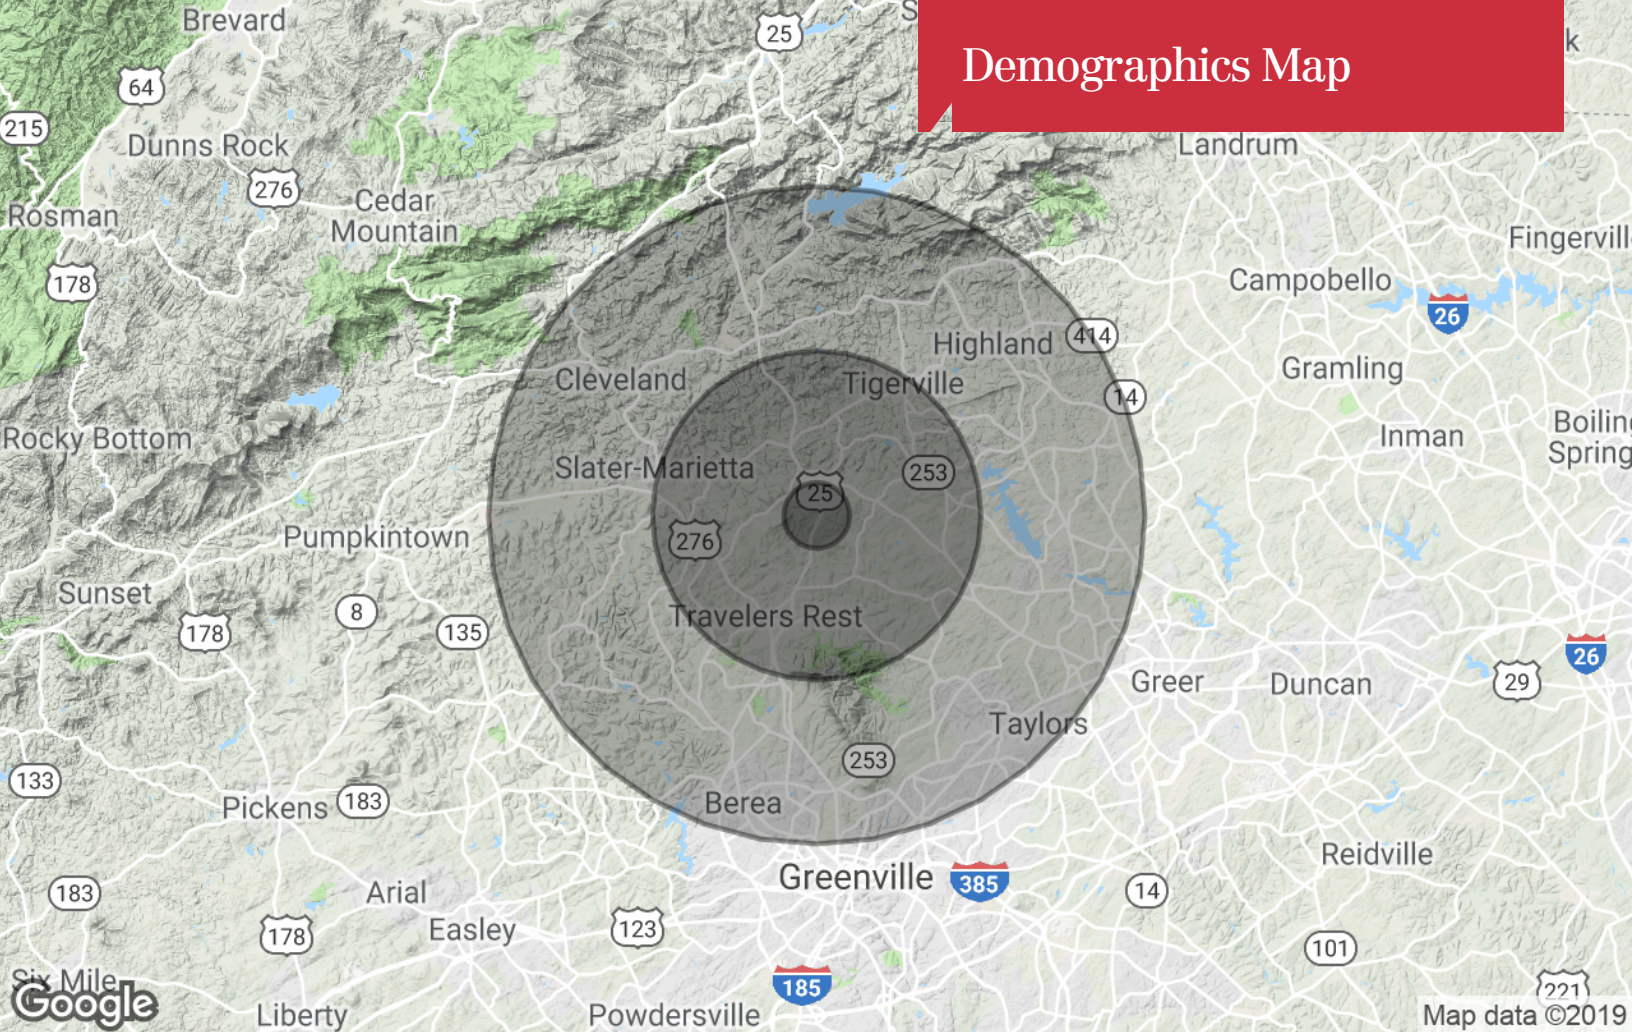 Brevard
25
S
Demographics Map
k
64
215
Dunns Rock
Landrum
276
Cedar
Mountain
Rosman
Fingervill
178
Campobello
26
414
Highland
Gramling
Cleveland
Tigerville
14
Rocky Bottom
Inman
Boiling
Spring
Slater-Marietta
253
25
276
Pumpkintown
Sunset
8
Travelers Rest
178
135
26
Greer
Duncan
29
Taylors
253
133
Pickens
183
Berea
Reidville
Greenville
385
183
Arial
14
178
Easley
123
101
Six Mile
185
221
Google
Liberty
Powdersville
Map data ©2019